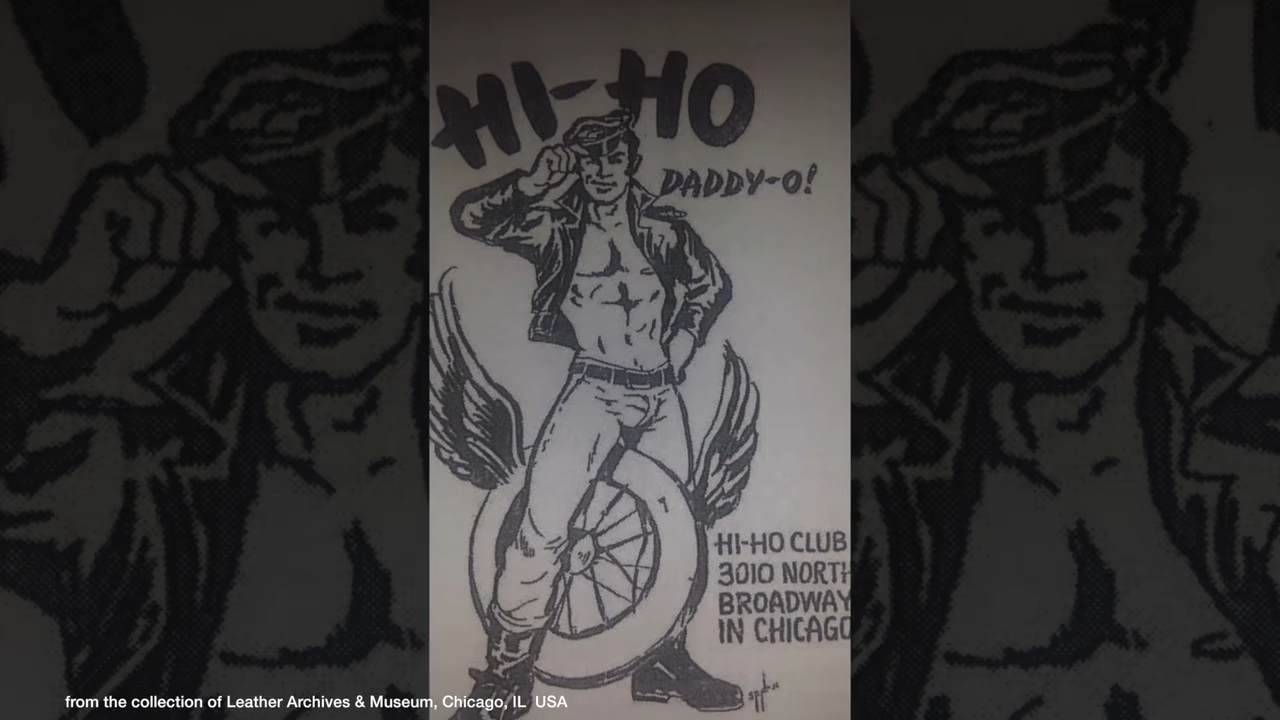 HI-HO
DADDY-O!
HI-HO CLUB
3010 NORTH
BROADWAY
IN CHICAGO
from the collection of Leather Archives & Museum, Chicago, IL USA